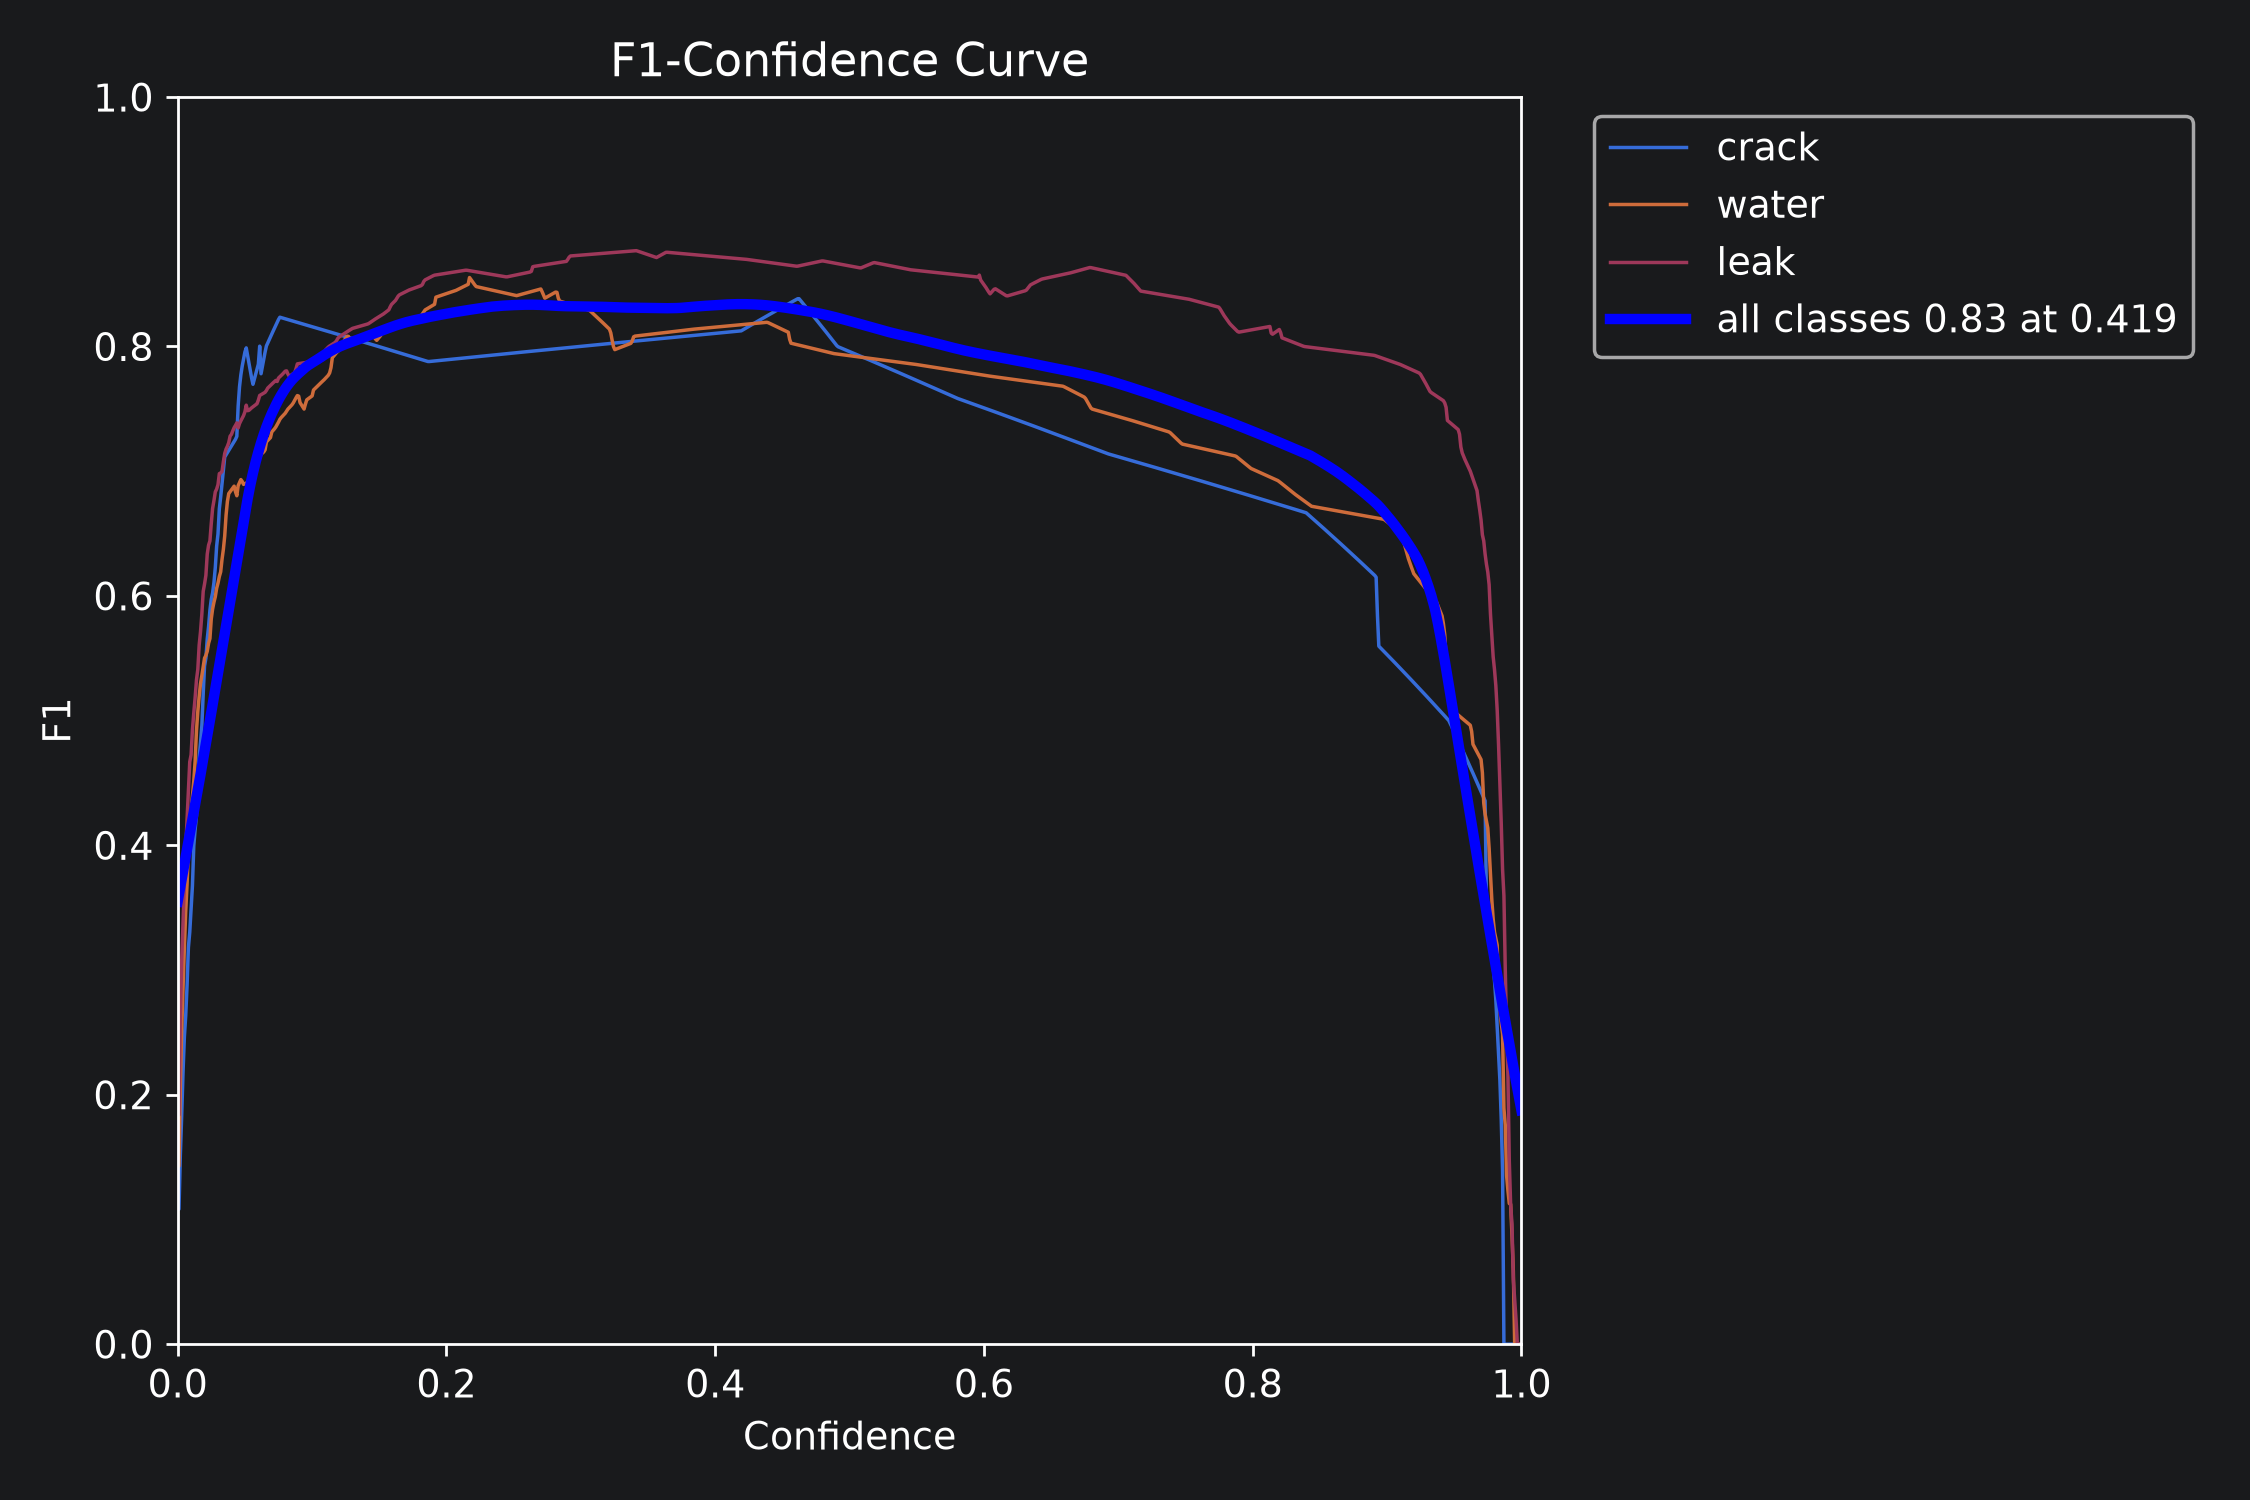 F1-Confidence Curve
1.0
0.8
0.6
0.4
0.2
0.0
F1
0.0 0.2 0.4 0.6 0.8 1.0
Confidence
crack
water
leak
all classes 0.83 at 0.419